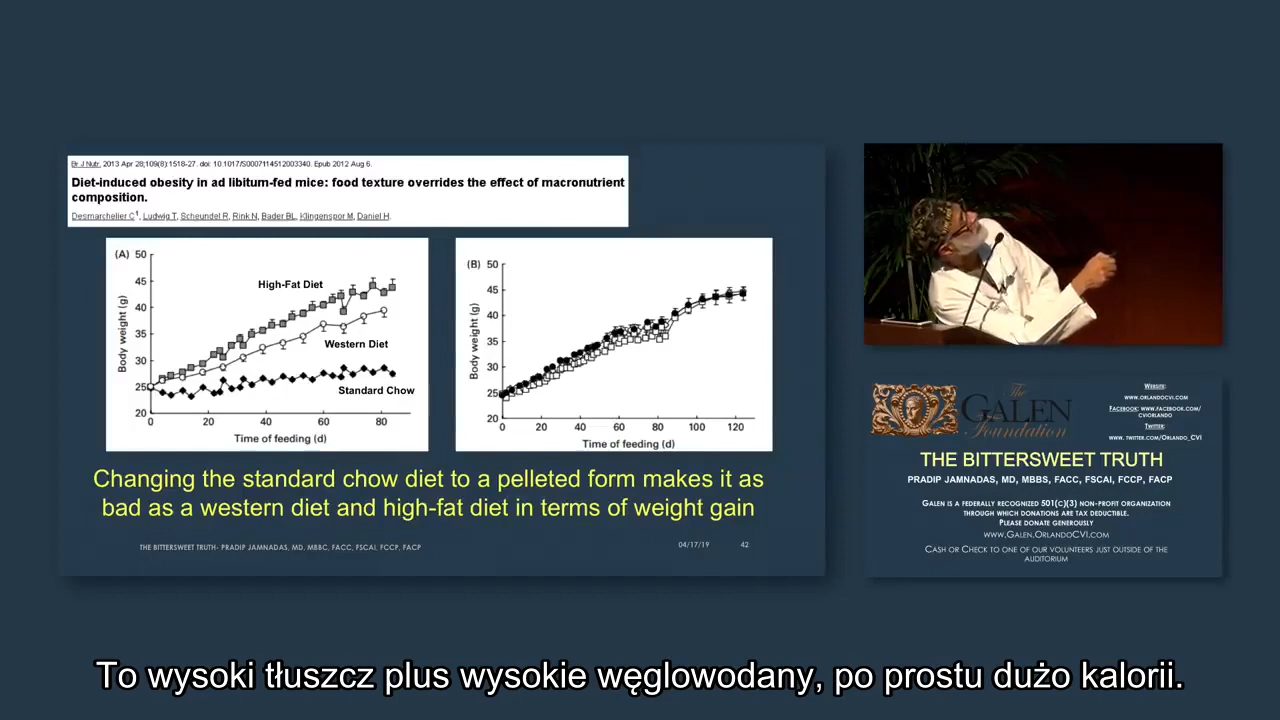 Br J Nutr, 2013 Apr 28;109(8):1518-27. doi: 10.1017/S0007114512003340. Epub 2012 Aug 6.
Diet-induced obesity in ad libitum-fed mice: food texture overrides the effect of macronutrient
composition.
Desmarchelier C1, Ludwig T, Scheundel R, Rink N, Bader BL, Klingenspor M, Daniel H.
(A)
50
45
40
35
30
25
20
Body weight (g)
High-Fat Diet
Western Diet
Standard Chow
0 20 40 60 80
Time of feeding (d)
(B)
50
45
40
35
30
25
20
Body weight (g)
0 20 40 60 80 100 120
Time of feeding (d)
Changing the standard chow diet to a pelleted form makes it as
bad as a western diet and high-fat diet in terms of weight gain
THE BITTERSWEET TRUTH- PRADIP JAMNADAS, MD, MBBC, FACC, FSCAI, FCCP, FACP
04/17/19 42
The
GALEN
Foundation
WEBSITE:
WWW.ORLANDOCVI.COM
FACEBOOK: WWW.FACEBOOK.COM/
CVIORLANDO
TWITTER:
WWW. TWITTER.COM/ORLANDO_CVI
THE BITTERSWEET TRUTH
PRADIP JAMNADAS, MD, MBBS, FACC, FSCAI, FCCP, FACP
GALEN IS A FEDERALLY RECOGNIZED 501(C)(3) NON-PROFIT ORGANIZATION
THROUGH WHICH DONATIONS ARE TAX DEDUCTIBLE.
PLEASE DONATE GENEROUSLY
WWW.GALEN.ORLANDOCVI.COM
CASH OR CHECK TO ONE OF OUR VOLUNTEERS JUST OUTSIDE OF THE
AUDITORIUM
To wysoki tłuszcz plus wysokie węglowodany, po prostu dużo kalorii.